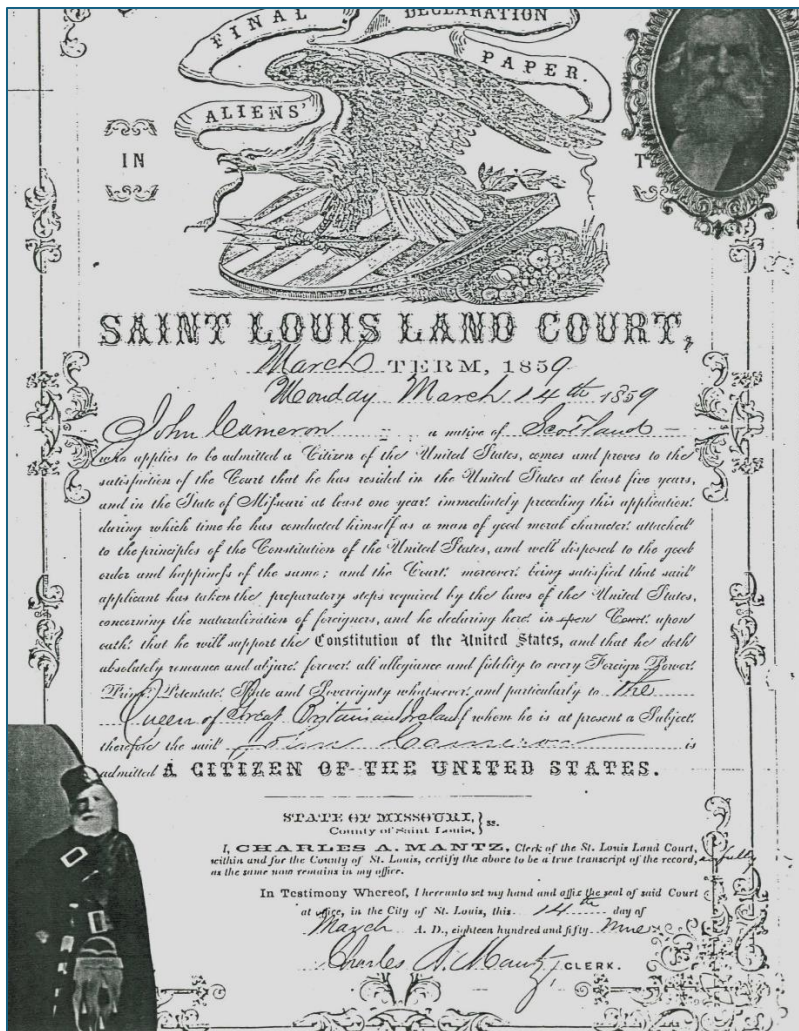 FINAL DECLARATION
ALIENS' PAPER.
IN T
SAINT LOUIS LAND COURT,
March TERM, 1859
Monday March 14th 1859
John Cameron a native of Scotland
who applies to be admitted a Citizen of the United States, comes and proves to the
satisfaction of the Court that he has resided in the United States at least five years,
and in the State of Missouri at least one year, immediately preceding this application,
during which time he has conducted himself as a man of good moral character, attached
to the principles of the Constitution of the United States, and well disposed to the good
order and happiness of the same; and the Court, moreover, being satisfied that said
applicant has taken the preparatory steps required by the laws of the United States,
concerning the naturalization of foreigners, and he declaring here, in open Court, upon
oath, that he will support the Constitution of the United States, and that he doth
absolutely renounce and abjure forever, all allegiance and fidelity to every Foreign Power,
Prince, Potentate, State and Sovereignty whatsoever, and particularly to the
Queen of Great Britain and Ireland of whom he is at present a Subject,
therefore the said John Cameron is
admitted A CITIZEN OF THE UNITED STATES.
STATE OF MISSOURI, } ss.
County of Saint Louis,
I, CHARLES A. MANTZ, Clerk of the St. Louis Land Court,
within and for the County of St. Louis, certify the above to be a true transcript of the record, as fully
as the same now remains in my office.
In Testimony Whereof, I hereunto set my hand and affix the seal of said Court
at office, in the City of St. Louis, this 14th day of
March A. D., eighteen hundred and fifty nine
Charles A. Mantz, CLERK.